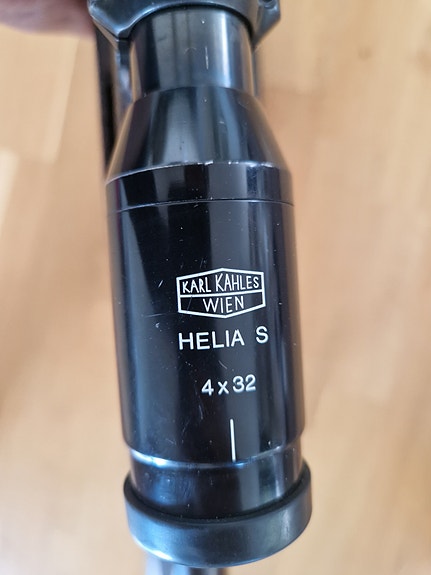 KARL KAHLES
WIEN
HELIA S
4x32